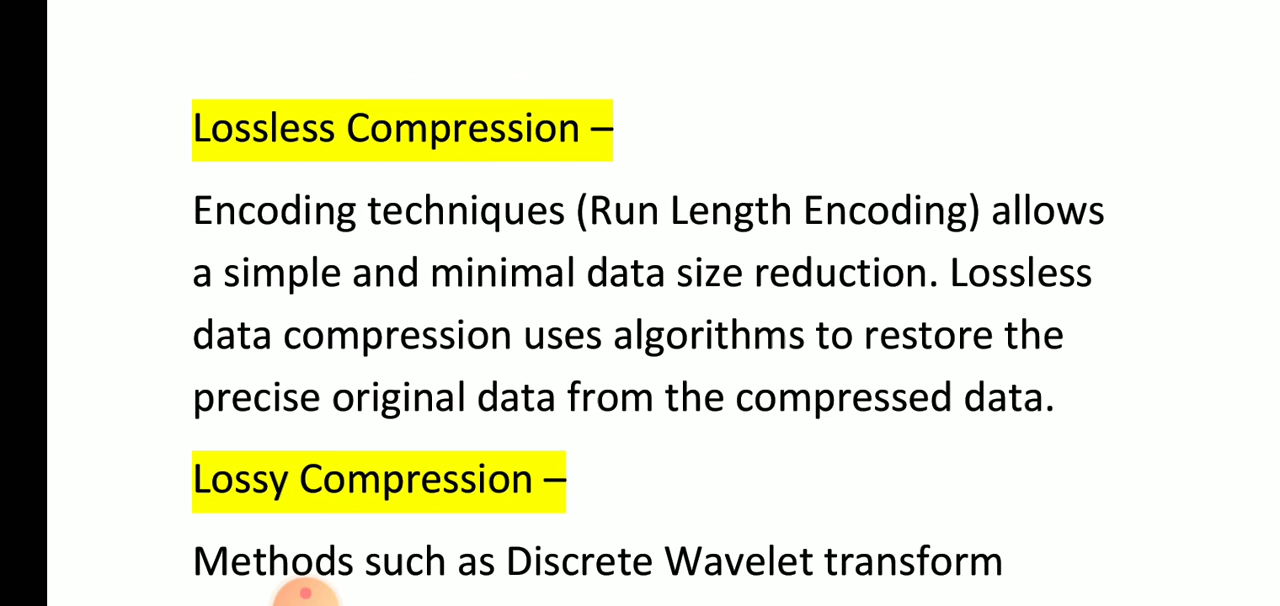 Lossless Compression –
Encoding techniques (Run Length Encoding) allows
a simple and minimal data size reduction. Lossless
data compression uses algorithms to restore the
precise original data from the compressed data.
Lossy Compression –
Methods such as Discrete Wavelet transform